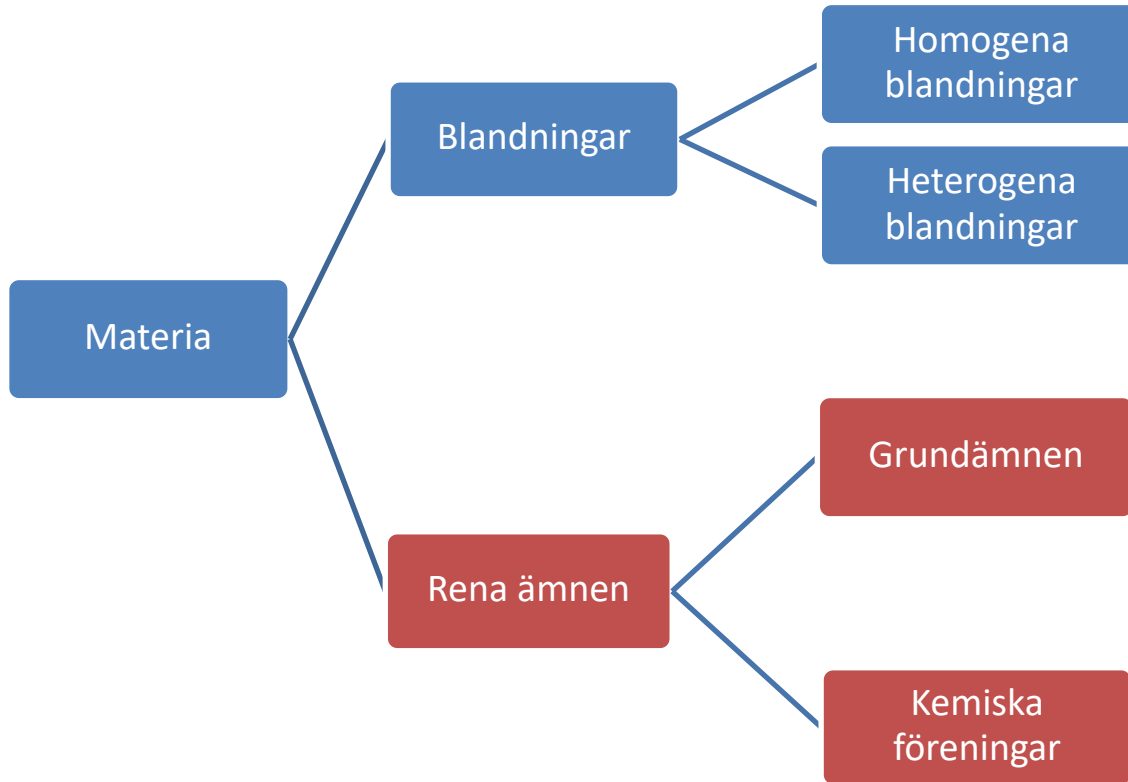 Homogena
blandningar
Blandningar
Heterogena
blandningar
Materia
Grundämnen
Rena ämnen
Kemiska
föreningar